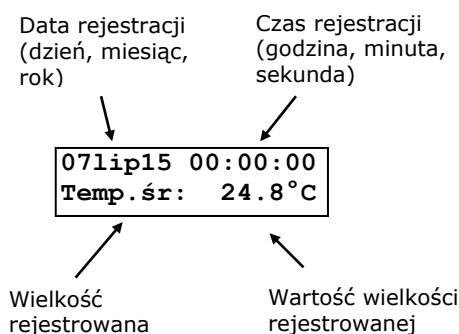 Data rejestracji
(dzień, miesiąc,
rok)
Czas rejestracji
(godzina, minuta,
sekunda)
07lip15 00:00:00
Temp.śr: 24.8°C
Wielkość
rejestrowana
Wartość wielkości
rejestrowanej